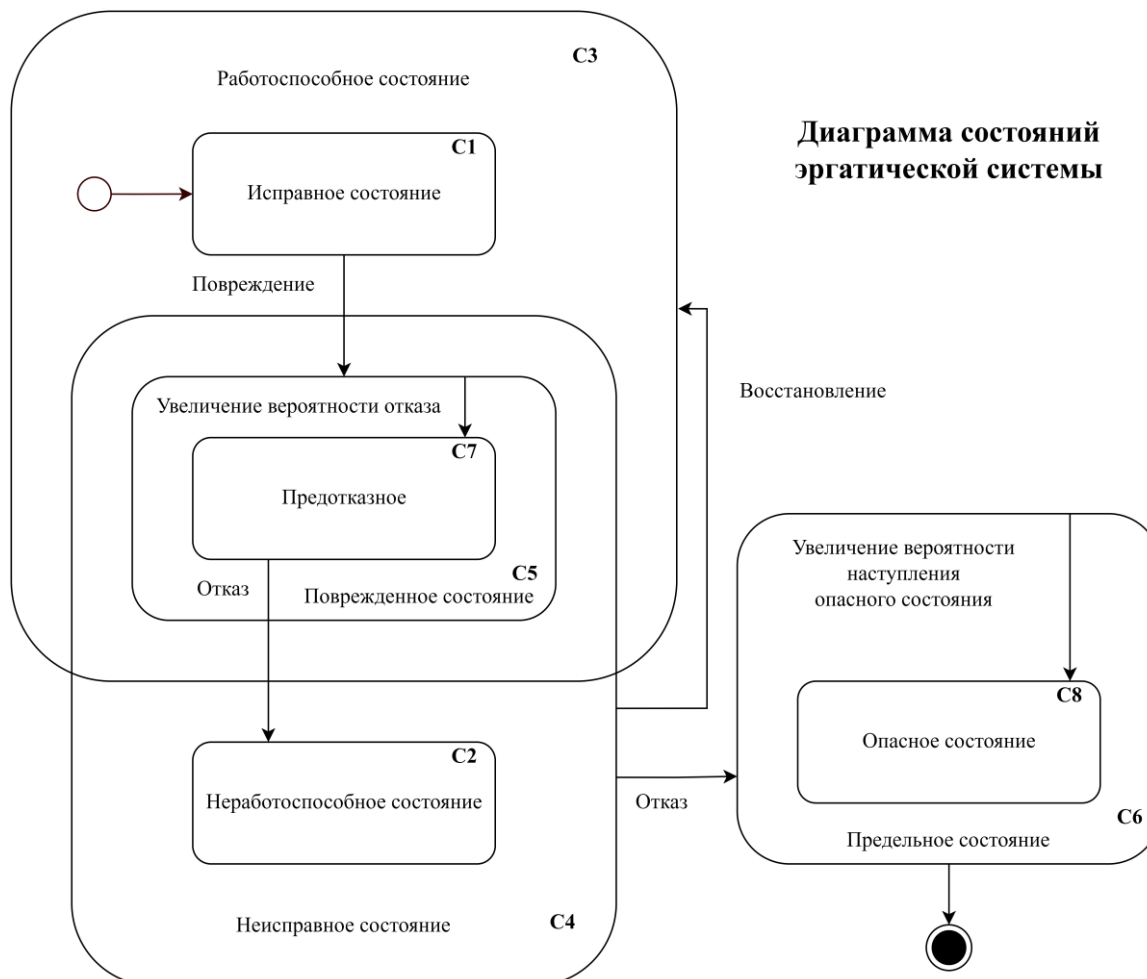 C3
Работоспособное состояние
Диаграмма состояний
эргатической системы
C1
Исправное состояние
Повреждение
Восстановление
Увеличение вероятности отказа
C7
Предотказное
Отказ
C5
Поврежденное состояние
Увеличение вероятности
наступления
опасного состояния
C8
Опасное состояние
C2
Неработоспособное состояние
Отказ
C6
Предельное состояние
Неисправное состояние
C4